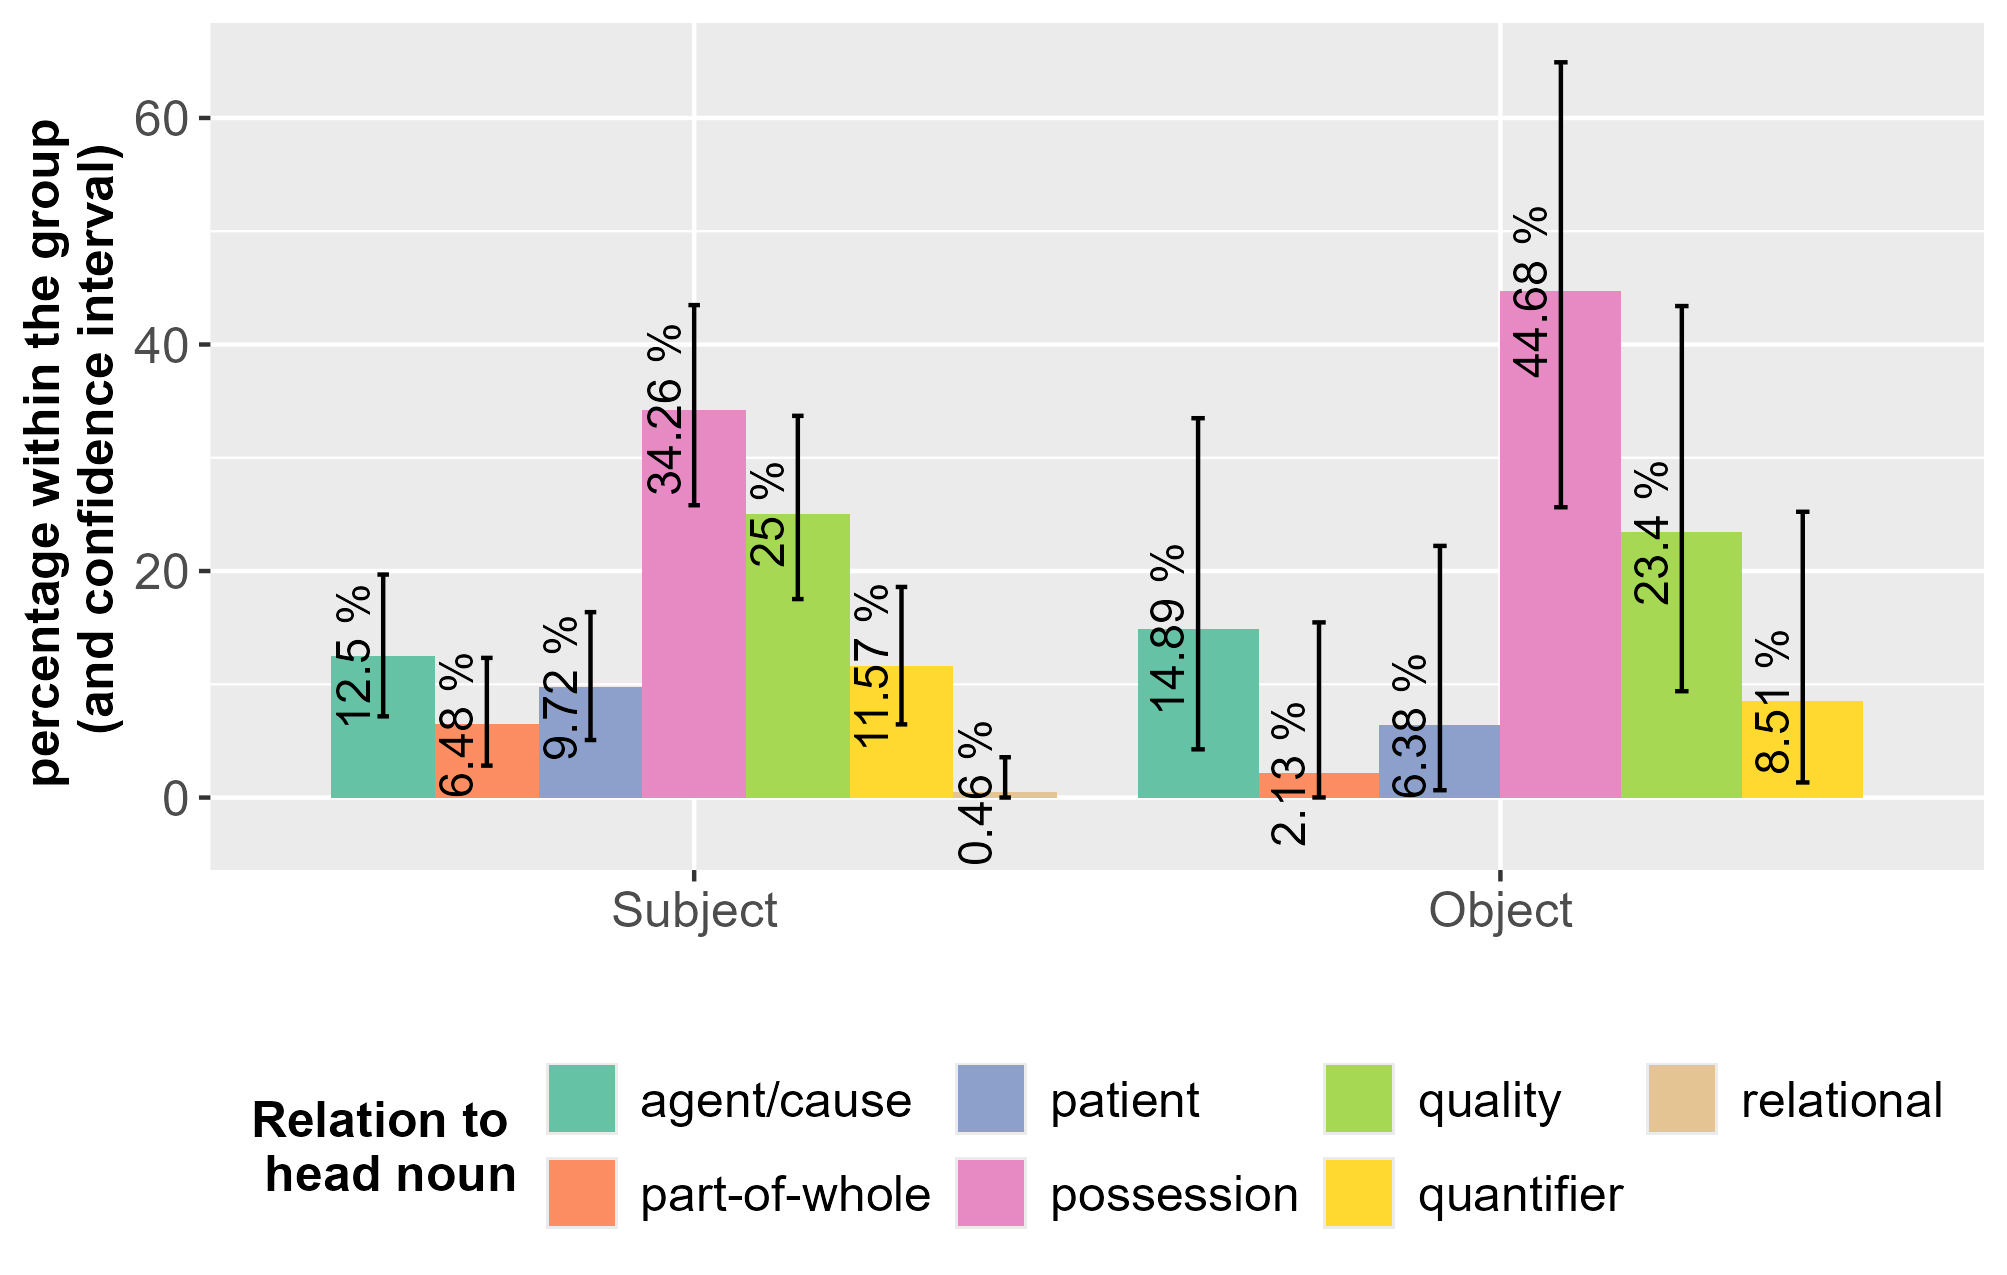 percentage within the group
(and confidence interval)
60
40
20
0
12.5 %
6.48 %
9.72 %
34.26 %
25 %
11.57 %
0.46 %
14.89 %
2.13 %
6.38 %
44.68 %
23.4 %
8.51 %
Subject
Object
Relation to
head noun
agent/cause
part-of-whole
patient
possession
quality
quantifier
relational